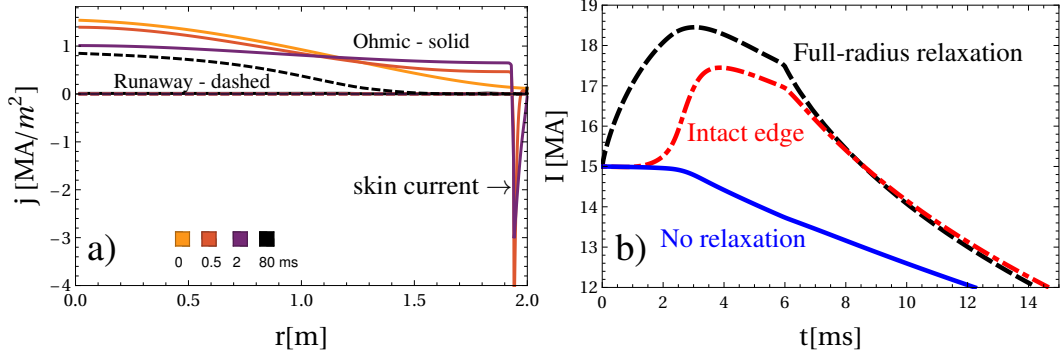 Ohmic - solid
Runaway - dashed
skin current→
a)
0 0.5 2 80 ms
1
0
−1
−2
−3
−4
0.0 0.5 1.0 1.5 2.0
j [MA/m²]
r[m]
Full-radius relaxation
Intact edge
No relaxation
b)
19
18
17
16
15
14
13
12
0 2 4 6 8 10 12 14
I [MA]
t[ms]